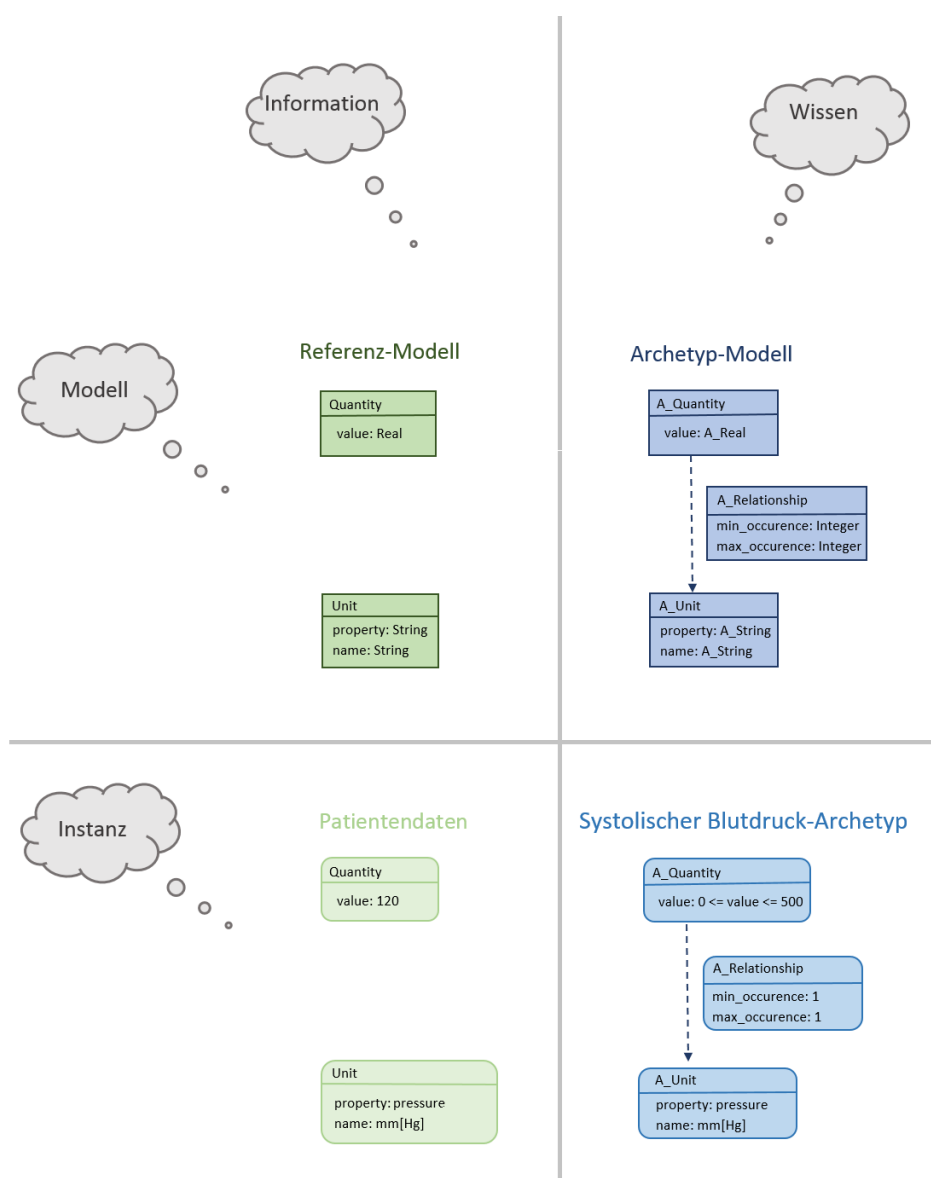 Information
Wissen
Modell
Referenz-Modell
Quantity
value: Real
Unit
property: String
name: String
Archetyp-Modell
A_Quantity
value: A_Real
A_Relationship
min_occurence: Integer
max_occurence: Integer
A_Unit
property: A_String
name: A_String
Instanz
Patientendaten
Quantity
value: 120
Unit
property: pressure
name: mm[Hg]
Systolischer Blutdruck-Archetyp
A_Quantity
value: 0 <= value <= 500
A_Relationship
min_occurence: 1
max_occurence: 1
A_Unit
property: pressure
name: mm[Hg]